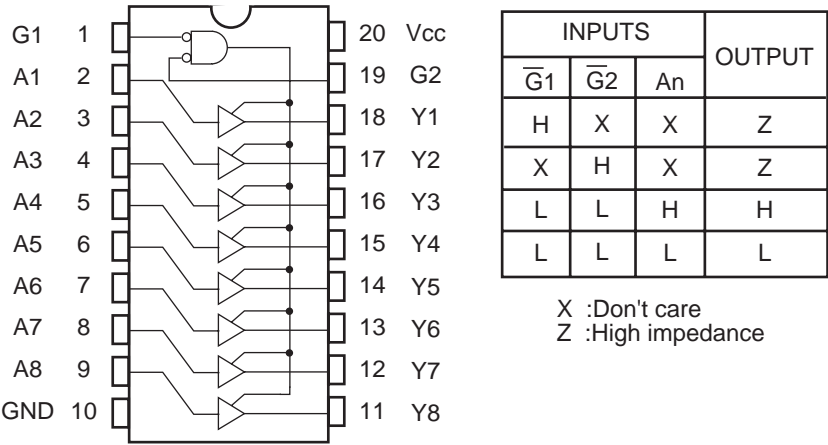 G1 1 20 Vcc
A1 2 19 G2
A2 3 18 Y1
A3 4 17 Y2
A4 5 16 Y3
A5 6 15 Y4
A6 7 14 Y5
A7 8 13 Y6
A8 9 12 Y7
GND 10 11 Y8
INPUTS OUTPUT
G̅1 G̅2 An
H X X Z
X H X Z
L L H H
L L L L
X :Don't care
Z :High impedance